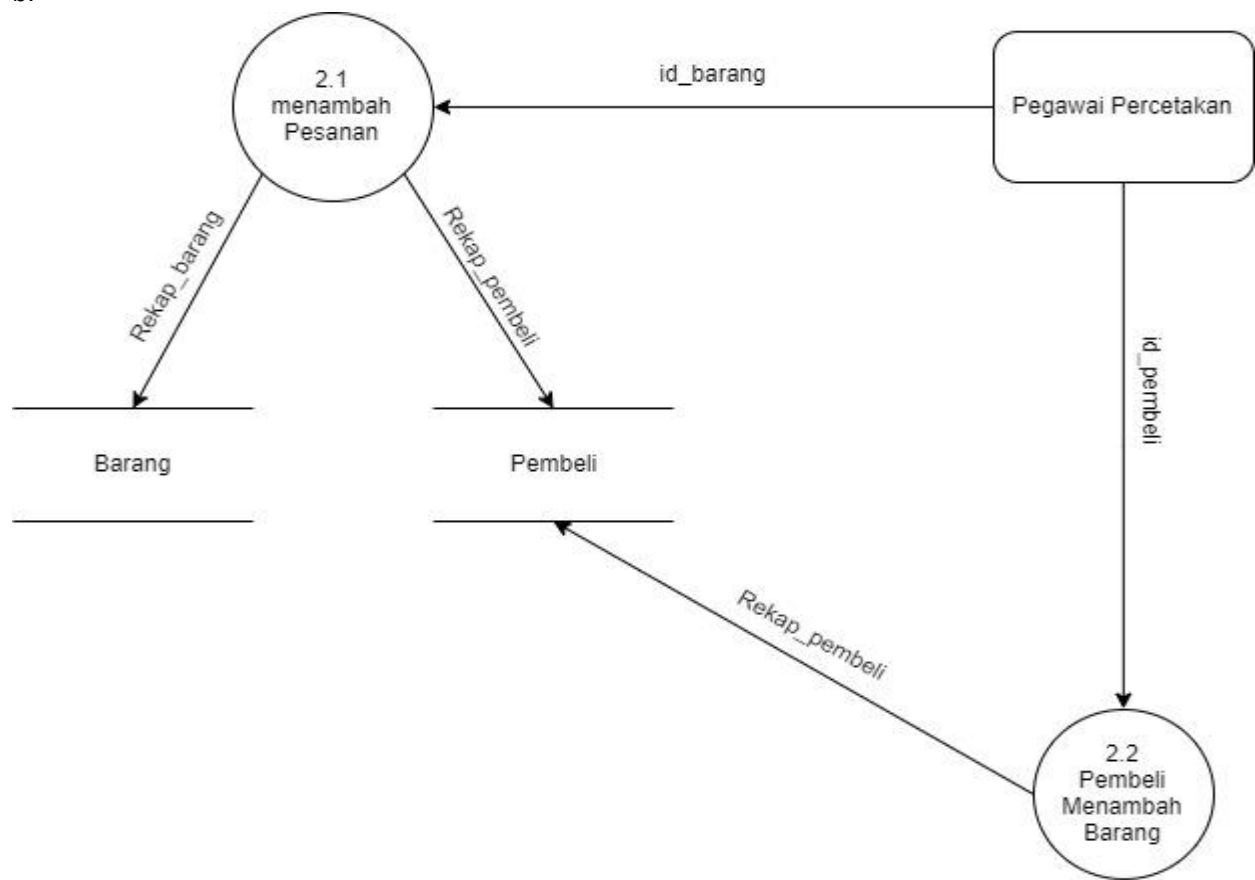 2.1
menambah
Pesanan
id_barang
Pegawai Percetakan
Rekap_barang
Rekap_pembeli
id_pembeli
Barang
Pembeli
Rekap_pembeli
2.2
Pembeli
Menambah
Barang